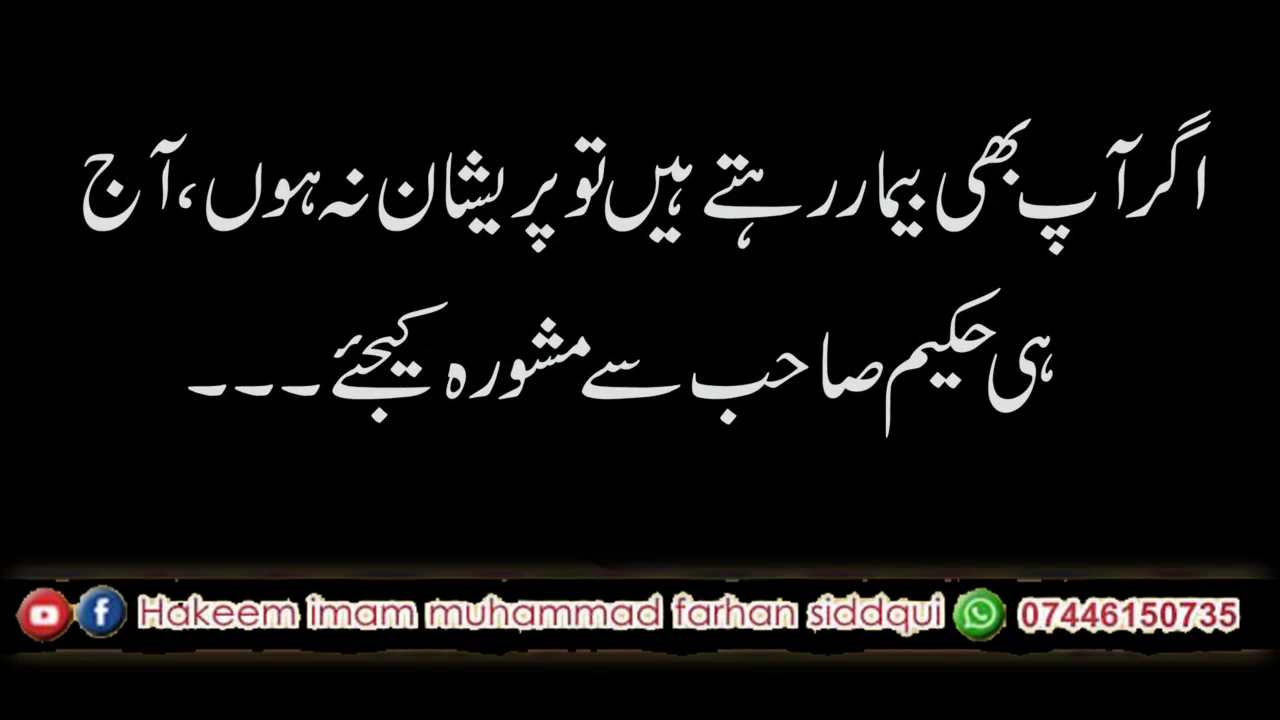 اگر آپ بھی بیمار رہتے ہیں تو پریشان نہ ہوں، آج
ہی حکیم صاحب سے مشورہ کیجئے۔۔۔
Hakeem imam muhammad farhan siddqui 07446150735